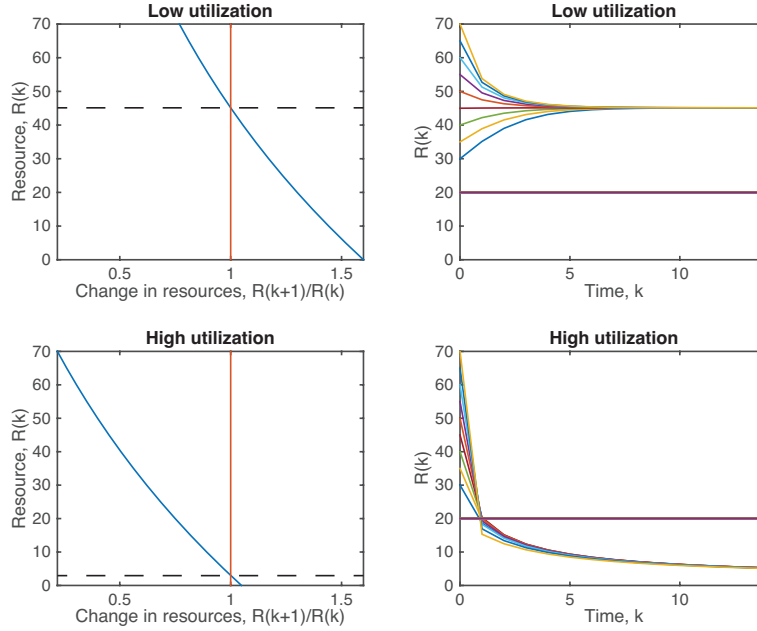 Low utilization
70
60
50
40
30
20
10
0
Resource, R(k)
0.5 1 1.5
Change in resources, R(k+1)/R(k)
Low utilization
70
60
50
40
30
20
10
0
R(k)
0 5 10
Time, k
High utilization
70
60
50
40
30
20
10
0
Resource, R(k)
0.5 1 1.5
Change in resources, R(k+1)/R(k)
High utilization
70
60
50
40
30
20
10
0
R(k)
0 5 10
Time, k